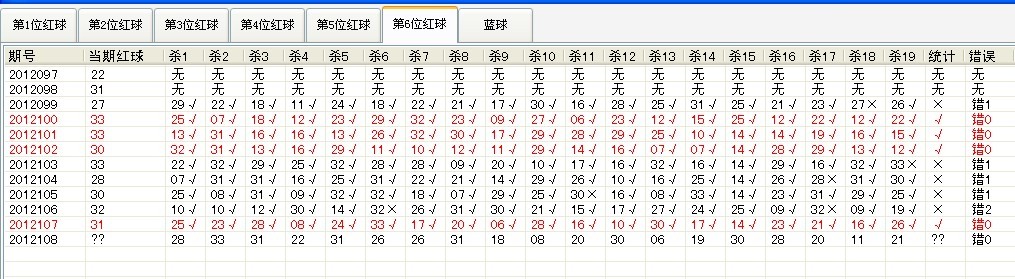 第1位红球 第2位红球 第3位红球 第4位红球 第5位红球 第6位红球 蓝球
期号 当期红球 杀1 杀2 杀3 杀4 杀5 杀6 杀7 杀8 杀9 杀10 杀11 杀12 杀13 杀14 杀15 杀16 杀17 杀18 杀19 统计 错误
2012097 22 无 无 无 无 无 无 无 无 无 无 无 无 无 无 无 无 无 无 无 无 无
2012098 31 无 无 无 无 无 无 无 无 无 无 无 无 无 无 无 无 无 无 无 无 无
2012099 27 29√ 22√ 18√ 11√ 24√ 18√ 22√ 21√ 17√ 30√ 16√ 28√ 25√ 31√ 25√ 21√ 23√ 27× 26√ × 错1
2012100 33 25√ 07√ 18√ 12√ 23√ 29√ 32√ 23√ 09√ 27√ 06√ 23√ 12√ 15√ 25√ 12√ 22√ 12√ 22√ √ 错0
2012101 33 13√ 31√ 16√ 16√ 13√ 26√ 32√ 30√ 17√ 29√ 28√ 29√ 25√ 10√ 14√ 14√ 19√ 16√ 15√ √ 错0
2012102 30 32√ 31√ 13√ 16√ 29√ 11√ 10√ 12√ 11√ 29√ 14√ 16√ 07√ 07√ 14√ 28√ 29√ 13√ 12√ √ 错0
2012103 33 22√ 32√ 29√ 25√ 32√ 28√ 28√ 09√ 20√ 10√ 17√ 16√ 32√ 16√ 14√ 29√ 16√ 32√ 33× × 错1
2012104 28 07√ 31√ 31√ 16√ 25√ 31√ 22√ 21√ 14√ 29√ 26√ 10√ 16√ 25√ 14√ 26√ 28× 31√ 30√ × 错1
2012105 30 25√ 08√ 31√ 09√ 32√ 32√ 18√ 07√ 29√ 25√ 30× 16√ 08√ 33√ 14√ 23√ 31√ 29√ 25√ × 错1
2012106 32 10√ 10√ 12√ 30√ 14√ 32× 26√ 31√ 30√ 21√ 15√ 17√ 27√ 24√ 25√ 09√ 32× 09√ 19√ × 错2
2012107 31 25√ 23√ 28√ 08√ 24√ 33√ 17√ 20√ 06√ 28√ 16√ 10√ 30√ 17√ 14√ 23√ 21√ 16√ 26√ √ 错0
2012108 ?? 28 33 31 22 31 26 26 31 18 08 20 30 06 19 30 28 20 11 21 ?? 错0